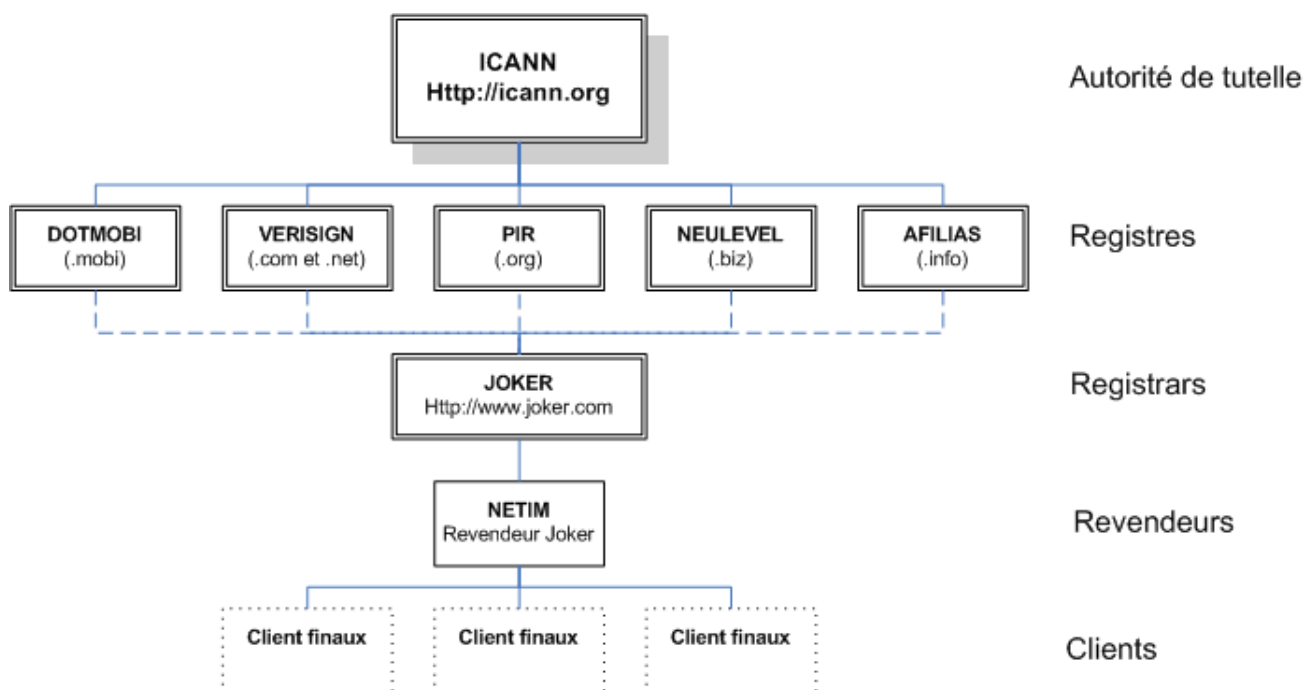 ICANN
Http://icann.org
Autorité de tutelle
DOTMOBI
(.mobi)
VERISIGN
(.com et .net)
PIR
(.org)
NEULEVEL
(.biz)
AFILIAS
(.info)
Registres
JOKER
Http://www.joker.com
Registrars
NETIM
Revendeur Joker
Revendeurs
Client finaux
Client finaux
Client finaux
Clients